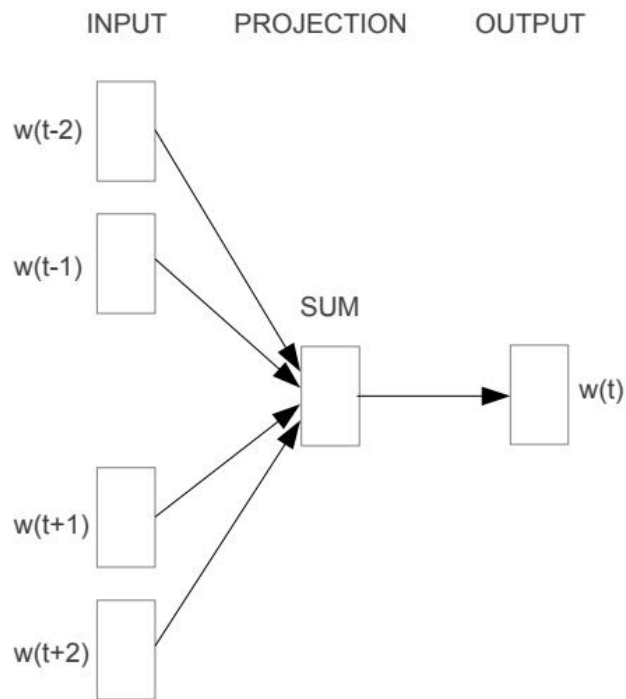 INPUT PROJECTION OUTPUT
w(t-2)
w(t-1)
SUM
w(t)
w(t+1)
w(t+2)